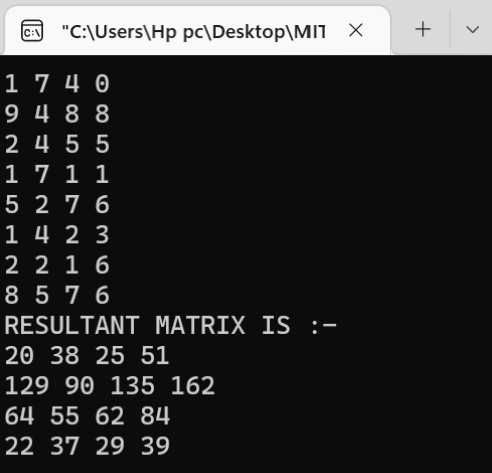 "C:\Users\Hp pc\Desktop\MIT
1 7 4 0
9 4 8 8
2 4 5 5
1 7 1 1
5 2 7 6
1 4 2 3
2 2 1 6
8 5 7 6
RESULTANT MATRIX IS :-
20 38 25 51
129 90 135 162
64 55 62 84
22 37 29 39